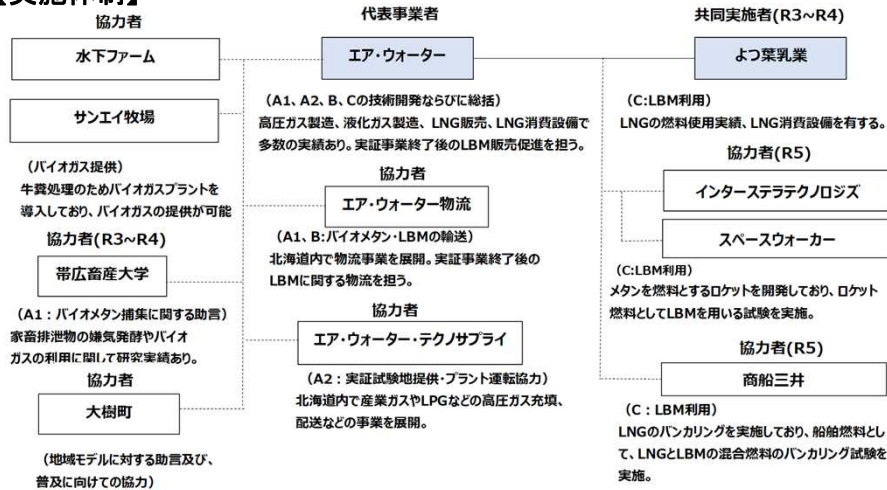 【実施体制】
協力者
水下ファーム
サンエイ牧場
（バイオガス提供）
牛糞処理のためバイオガスプラントを
導入しており、バイオガスの提供が可能
協力者(R3~R4)
帯広畜産大学
（A1：バイオメタン捕集に関する助言）
家畜排泄物の嫌気発酵やバイオ
ガスの利用に関して研究実績あり。
協力者
大樹町
（地域モデルに対する助言及び、
普及に向けての協力）
代表事業者
エア・ウォーター
（A1、A2、B、Cの技術開発ならびに総括）
高圧ガス製造、液化ガス製造、LNG販売、LNG消費設備で
多数の実績あり。実証事業終了後のLBM販売促進を担う。
協力者
エア・ウォーター物流
（A1、B:バイオメタン・LBMの輸送）
北海道内で物流事業を展開。実証事業終了後の
LBMに関する物流を担う。
協力者
エア・ウォーター・テクノサプライ
（A2：実証試験地提供・プラント運転協力）
北海道内で産業ガスやLPGなどの高圧ガス充填、
配送などの事業を展開。
共同実施者(R3~R4)
よつ葉乳業
（C:LBM利用）
LNGの燃料使用実績、LNG消費設備を有する。
協力者(R5)
インターステラテクノロジズ
スペースウォーカー
（C:LBM利用）
メタンを燃料とするロケットを開発しており、ロケット
燃料としてLBMを用いる試験を実施。
協力者(R5)
商船三井
（C：LBM利用）
LNGのバンカリングを実施しており、船舶燃料とし
て、LNGとLBMの混合燃料のバンカリング試験を
実施。